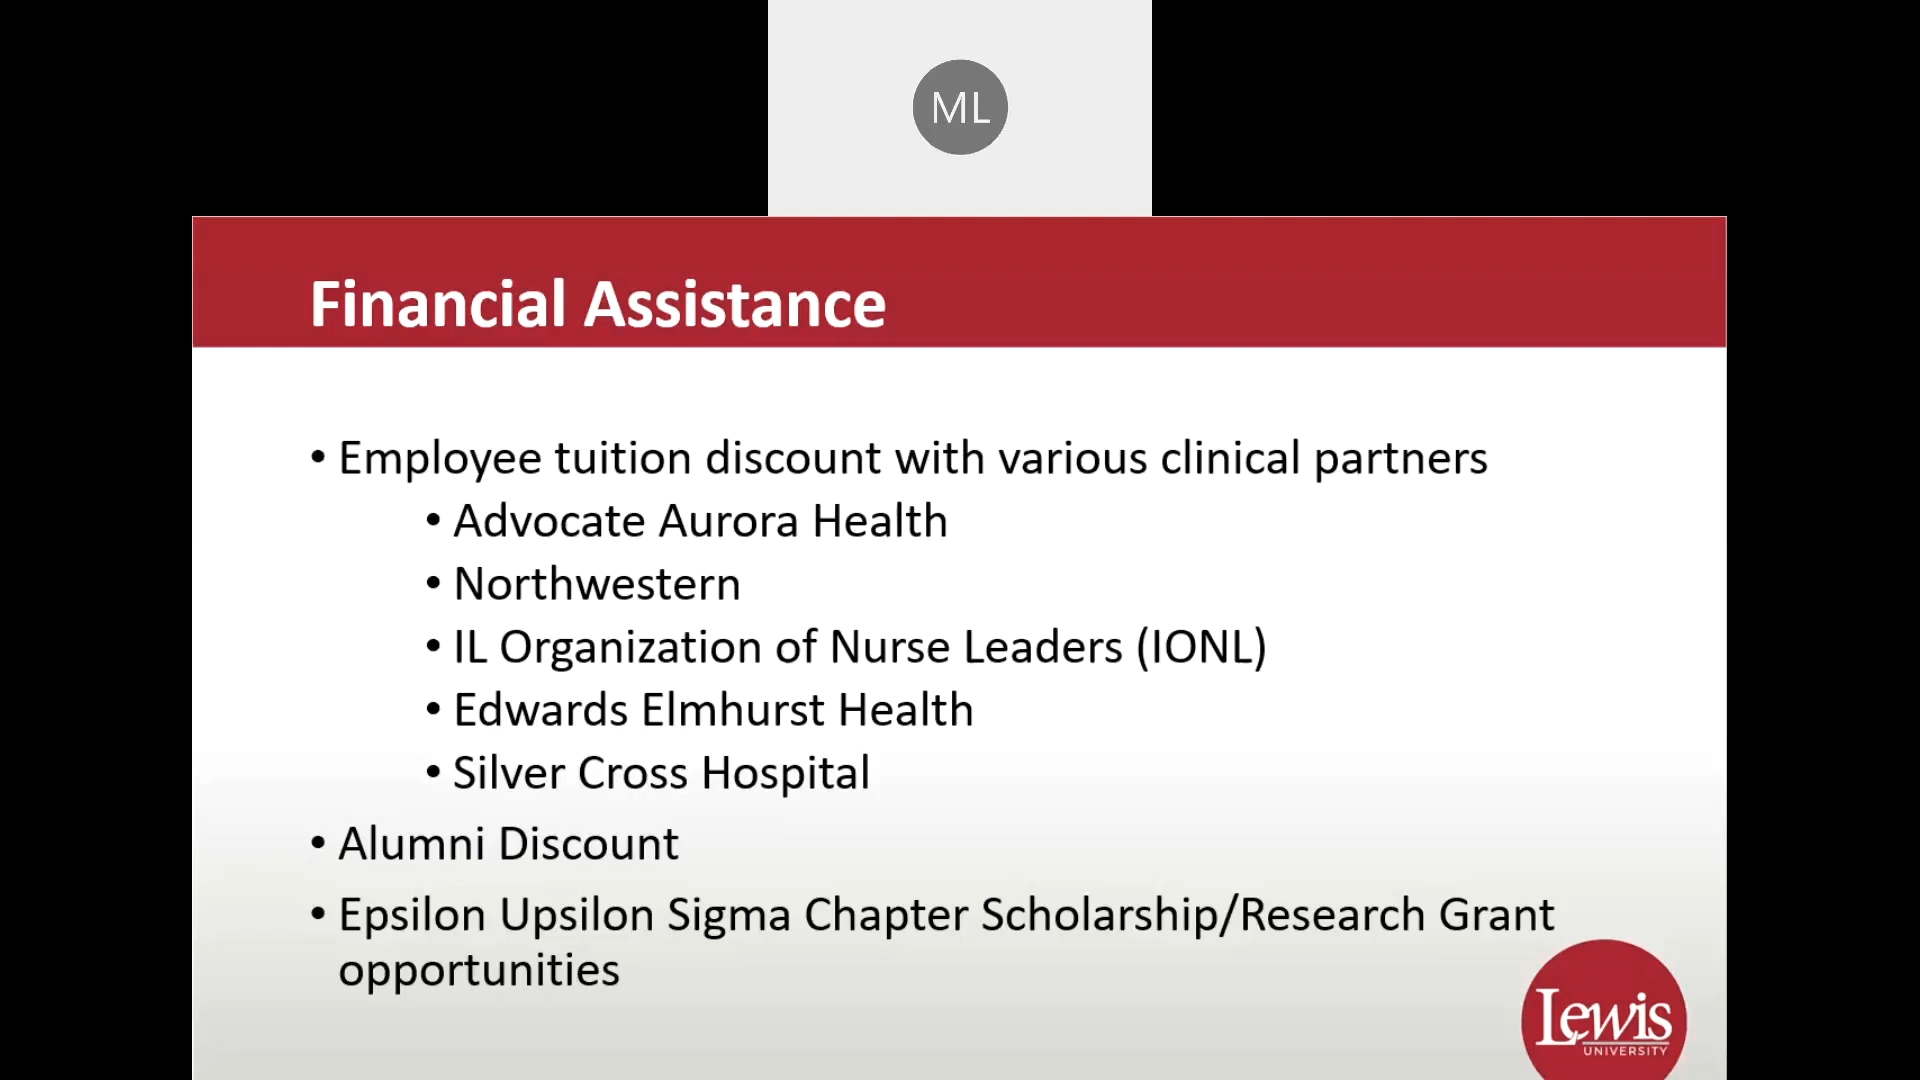 ML
Financial Assistance
• Employee tuition discount with various clinical partners
• Advocate Aurora Health
• Northwestern
• IL Organization of Nurse Leaders (IONL)
• Edwards Elmhurst Health
• Silver Cross Hospital
• Alumni Discount
• Epsilon Upsilon Sigma Chapter Scholarship/Research Grant
opportunities
Lewis
UNIVERSITY